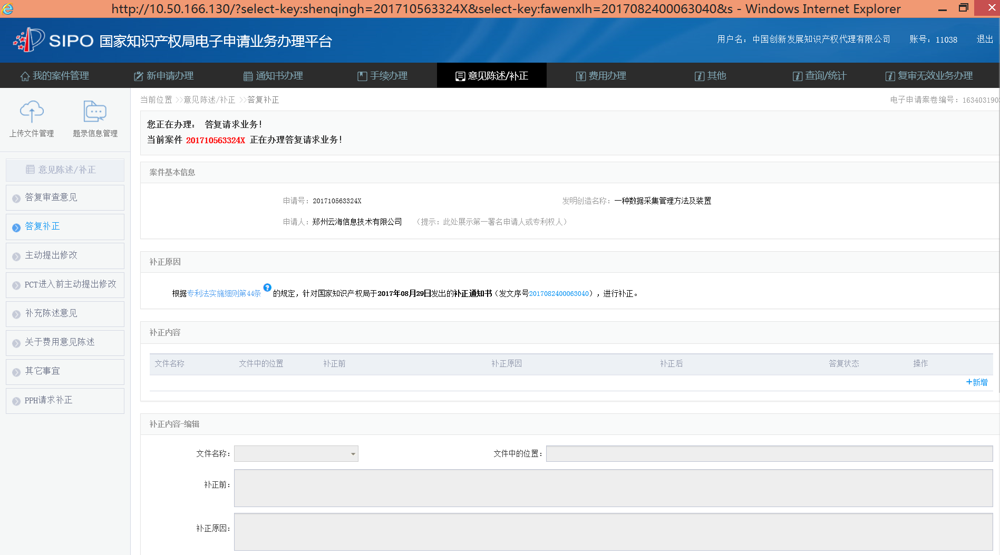 http://10.50.166.130/?select-key:shenqingh=201710563324X&select-key:fawenxlh=2017082400063040&s - Windows Internet Explorer
SIPO 国家知识产权局电子申请业务办理平台
用户名：中国创新发展知识产权代理有限公司 账号：11038 退出
我的案件管理 新申请办理 通知书办理 手续办理 意见陈述/补正 费用办理 其他 查询/统计 复审无效业务办理
上传文件管理 题录信息管理
意见陈述/补正
答复审查意见
答复补正
主动提出修改
PCT进入前主动提出修改
补充陈述意见
关于费用意见陈述
其它事宜
PPH请求补正
当前位置 >>意见陈述/补正 >>答复补正
电子申请案卷编号：163403190
您正在办理： 答复请求业务！
当前案件 201710563324X 正在办理答复请求业务！
案件基本信息
申请号：201710563324X 发明创造名称：一种数据采集管理方法及装置
申请人：郑州云海信息技术有限公司 （提示：此处展示第一署名申请人或专利权人）
补正原因
根据专利法实施细则第44条 ? 的规定，针对国家知识产权局于2017年08月29日发出的补正通知书（发文序号2017082400063040），进行补正。
补正内容
文件名称 文件中的位置 补正前 补正原因 补正后 答复状态 操作
+新增
补正内容-编辑
文件名称： 文件中的位置：
补正前：
补正原因：